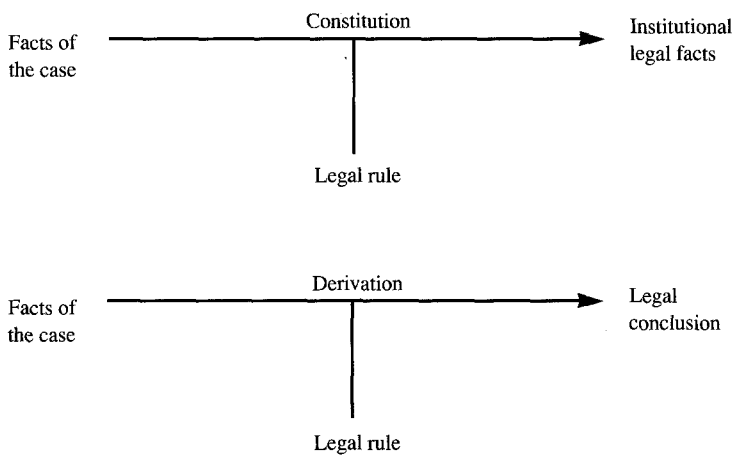 Constitution
Facts of
the case
Institutional
legal facts
Legal rule
Derivation
Facts of
the case
Legal
conclusion
Legal rule